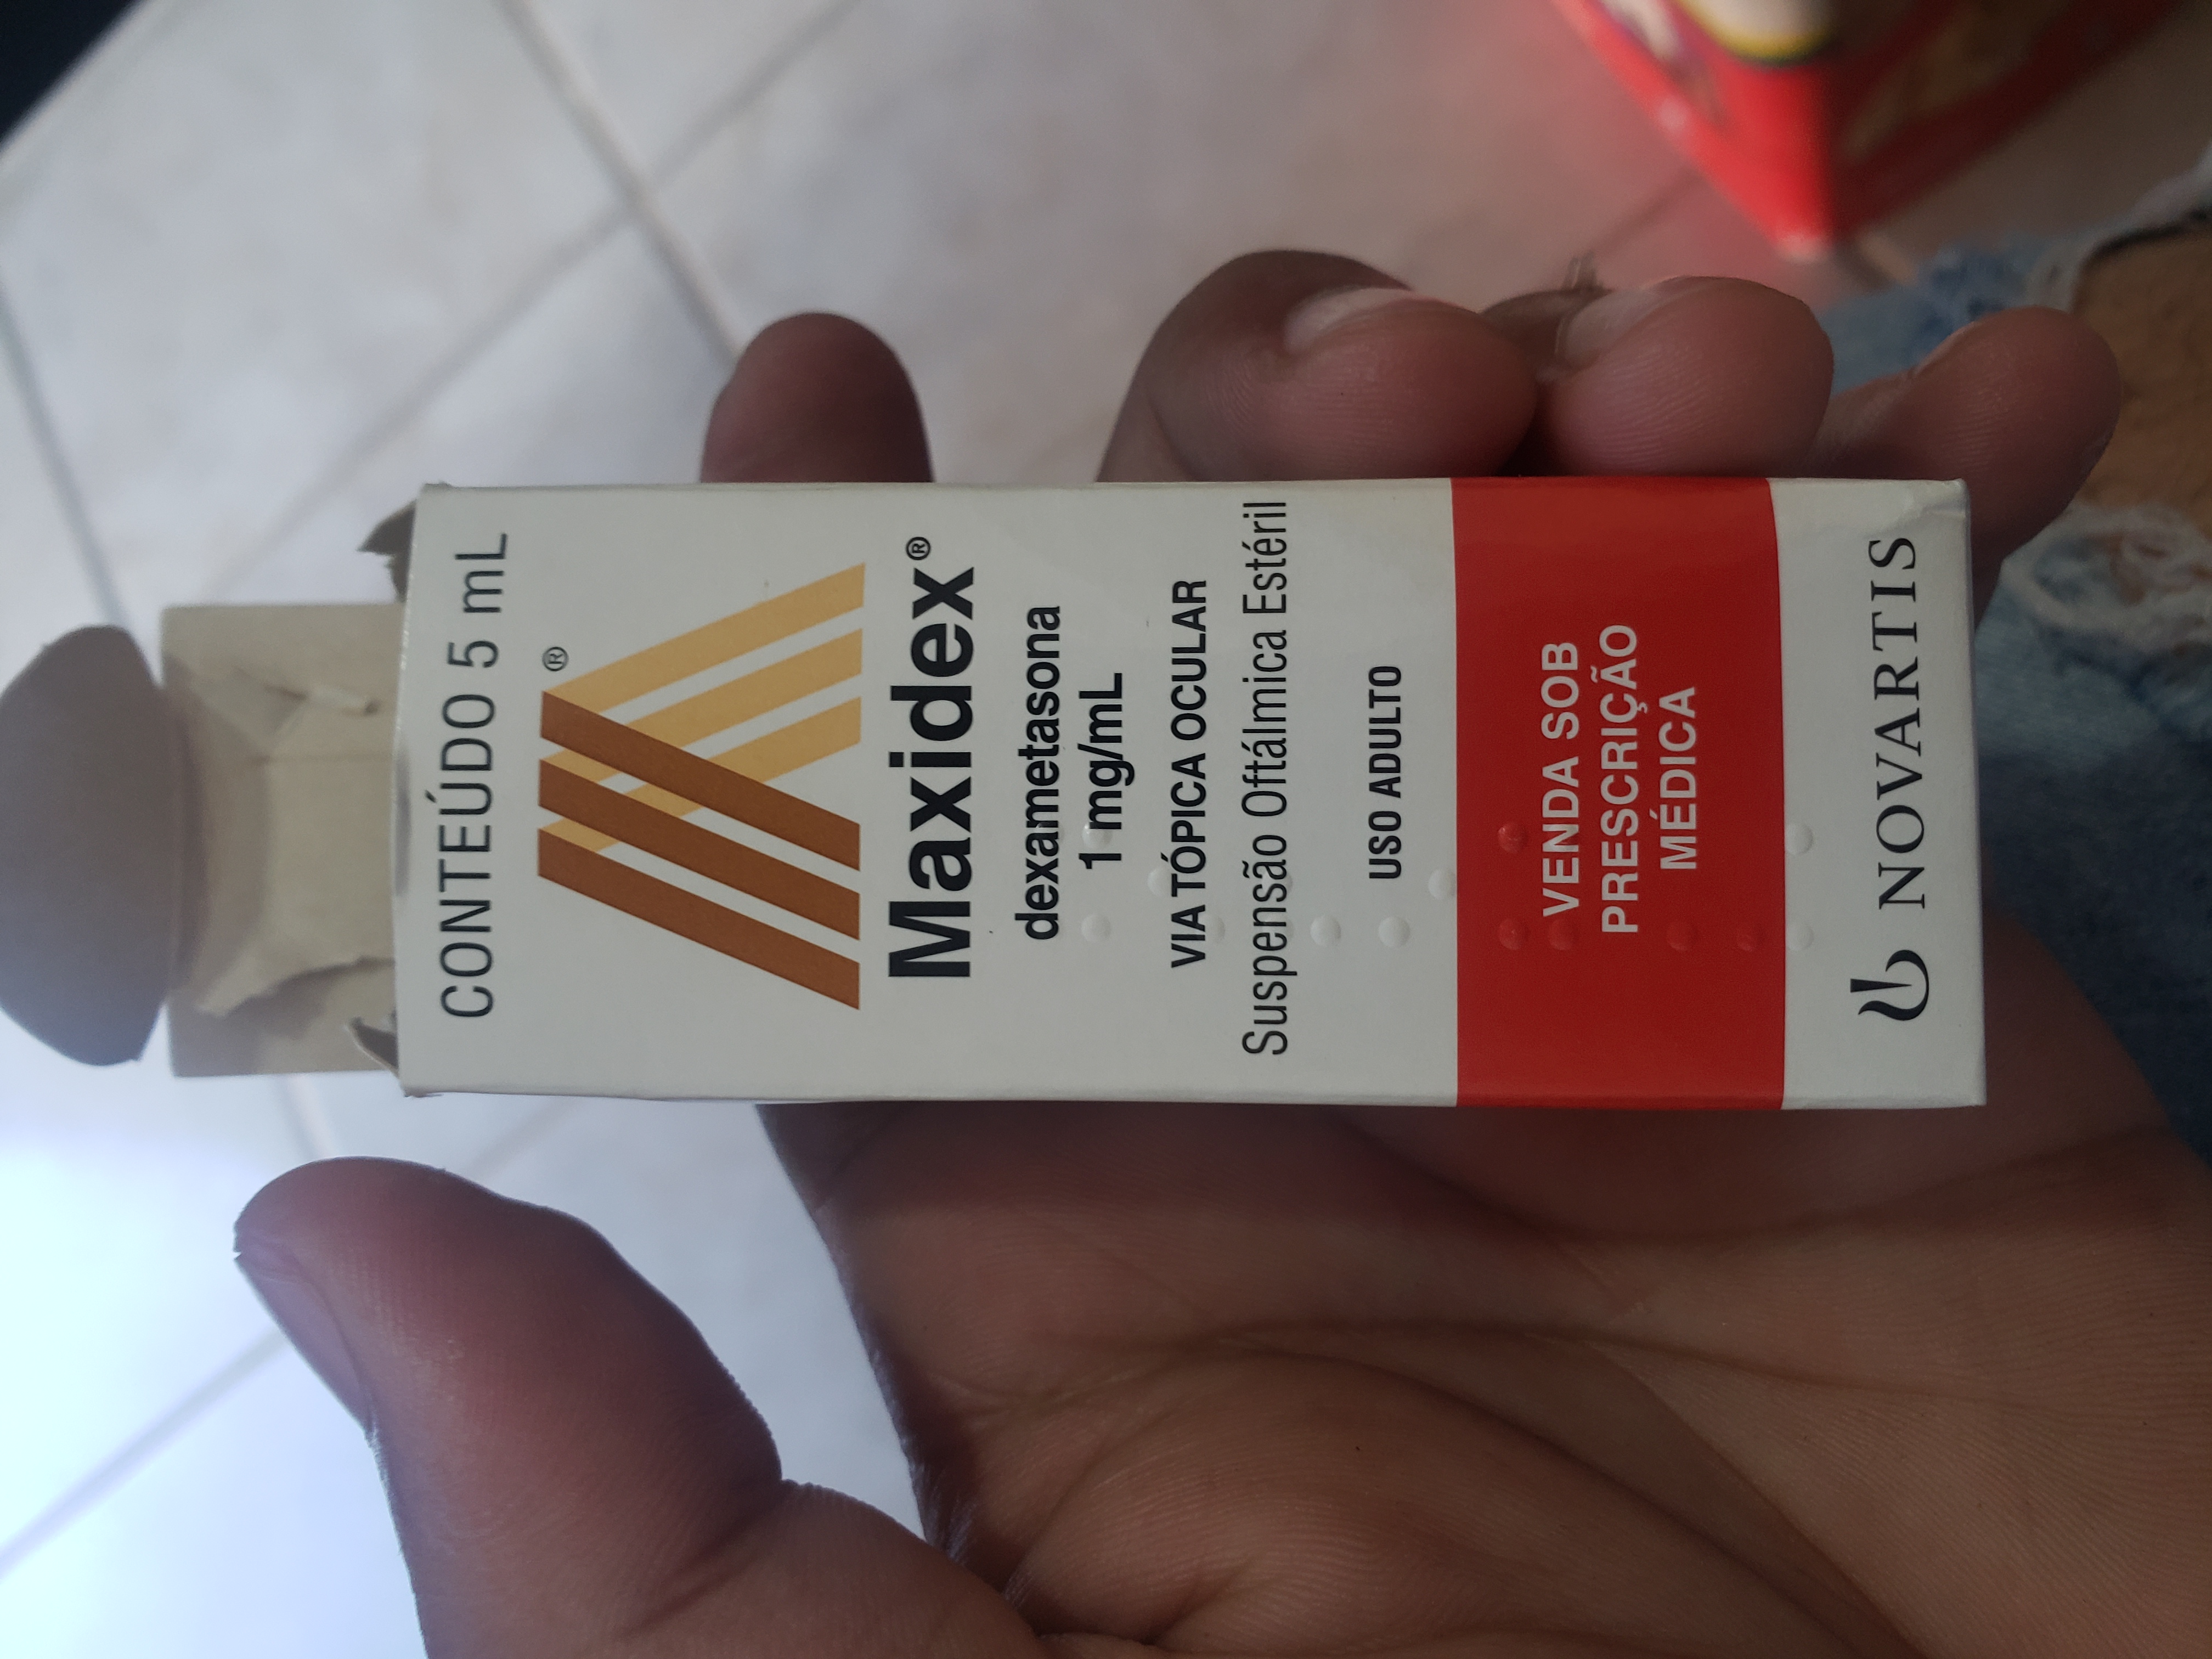 CONTEÚDO 5 mL
®
Maxidex®
dexametasona
1 mg/mL
VIA TÓPICA OCULAR
Suspensão Oftálmica Estéril
USO ADULTO
VENDA SOB
PRESCRIÇÃO
MÉDICA
NOVARTIS